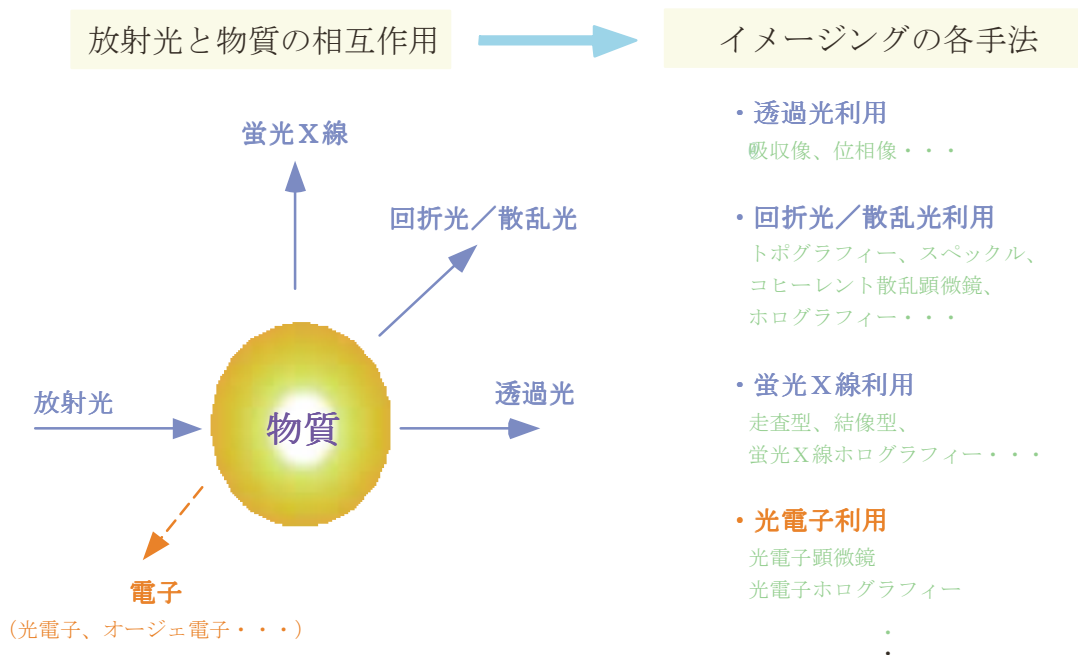 放射光と物質の相互作用
イメージングの各手法
蛍光Ｘ線
回折光／散乱光
放射光
物質
透過光
電子
（光電子、オージェ電子・・・）
・透過光利用
吸収像、位相像・・・
・回折光／散乱光利用
トポグラフィー、スペックル、
コヒーレント散乱顕微鏡、
ホログラフィー・・・
・蛍光Ｘ線利用
走査型、結像型、
蛍光Ｘ線ホログラフィー・・・
・光電子利用
光電子顕微鏡
光電子ホログラフィー
・
・